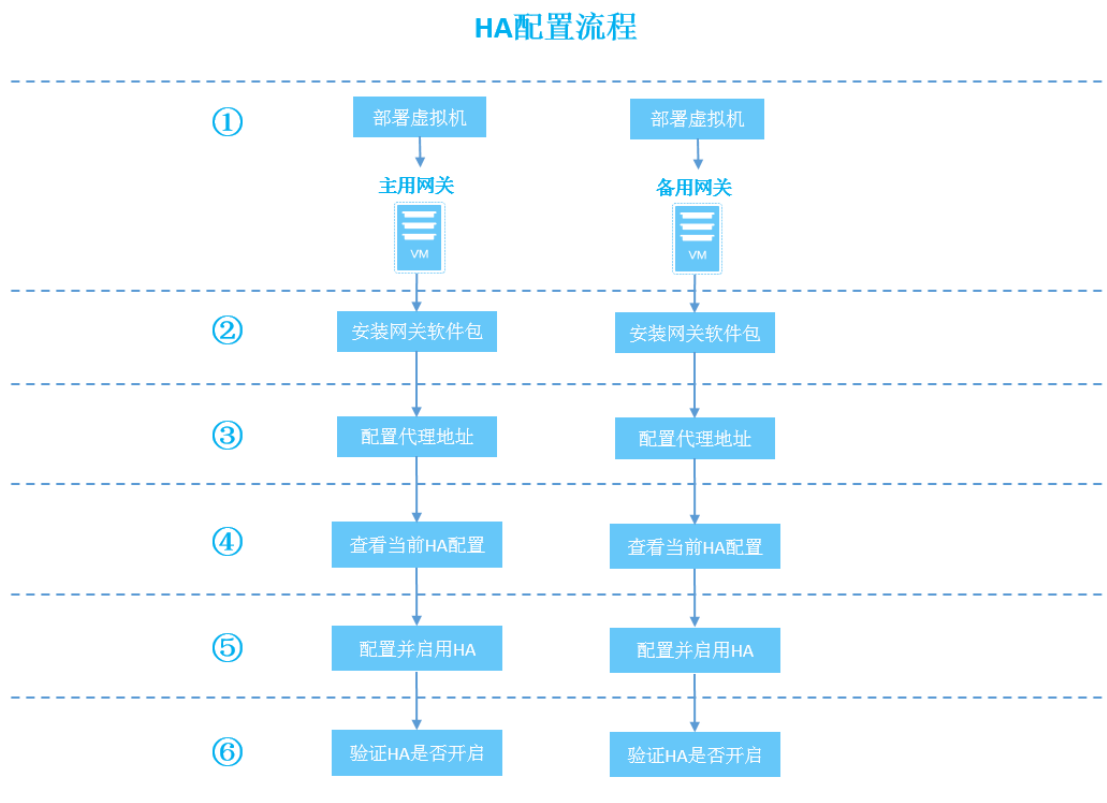 HA配置流程
①
部署虚拟机
部署虚拟机
主用网关
备用网关
VM
VM
②
安装网关软件包
安装网关软件包
③
配置代理地址
配置代理地址
④
查看当前HA配置
查看当前HA配置
⑤
配置并启用HA
配置并启用HA
⑥
验证HA是否开启
验证HA是否开启